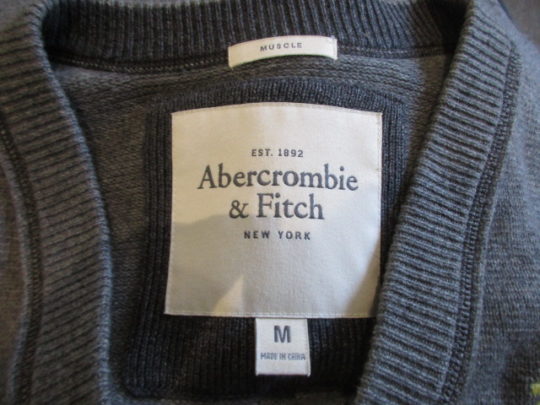 MUSCLE
EST. 1892
Abercrombie
& Fitch
NEW YORK
M
MADE IN CHINA